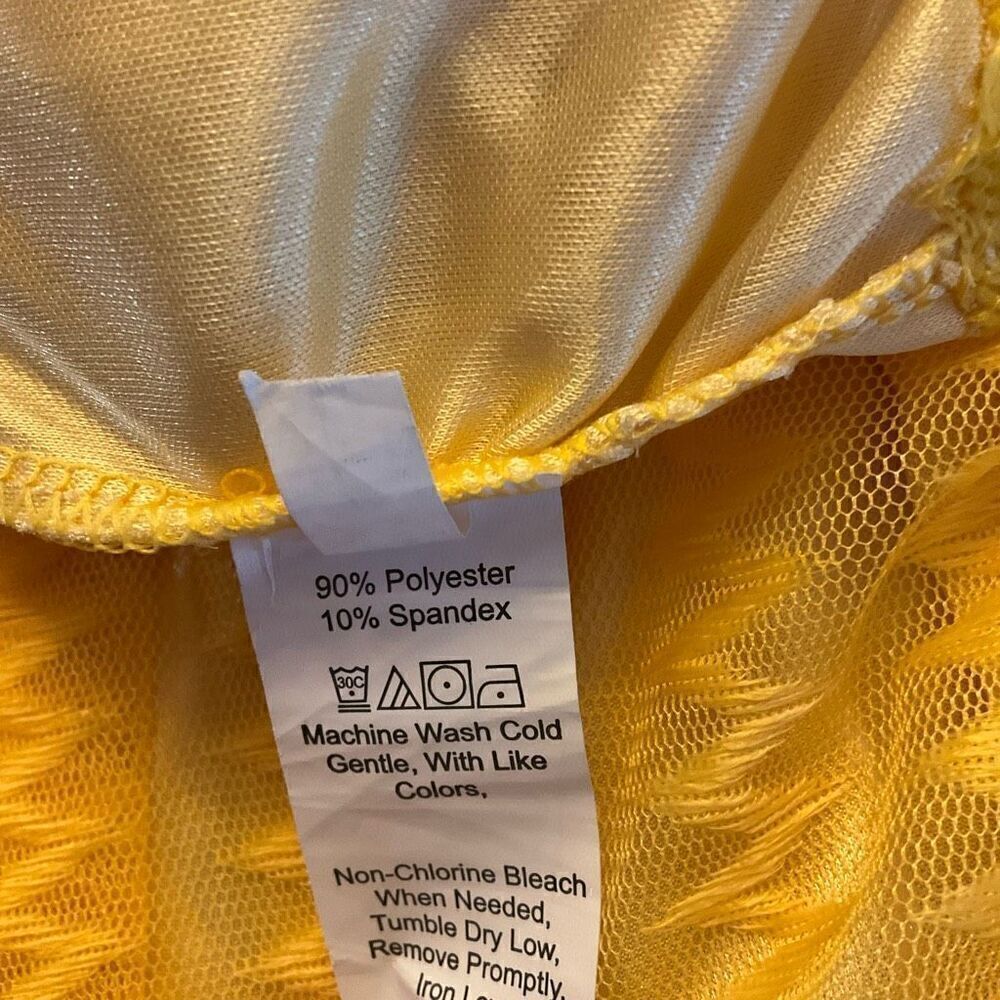 90% Polyester
10% Spandex
30C
Machine Wash Cold
Gentle, With Like
Colors,
Non-Chlorine Bleach
When Needed,
Tumble Dry Low,
Remove Promptly,
Iron